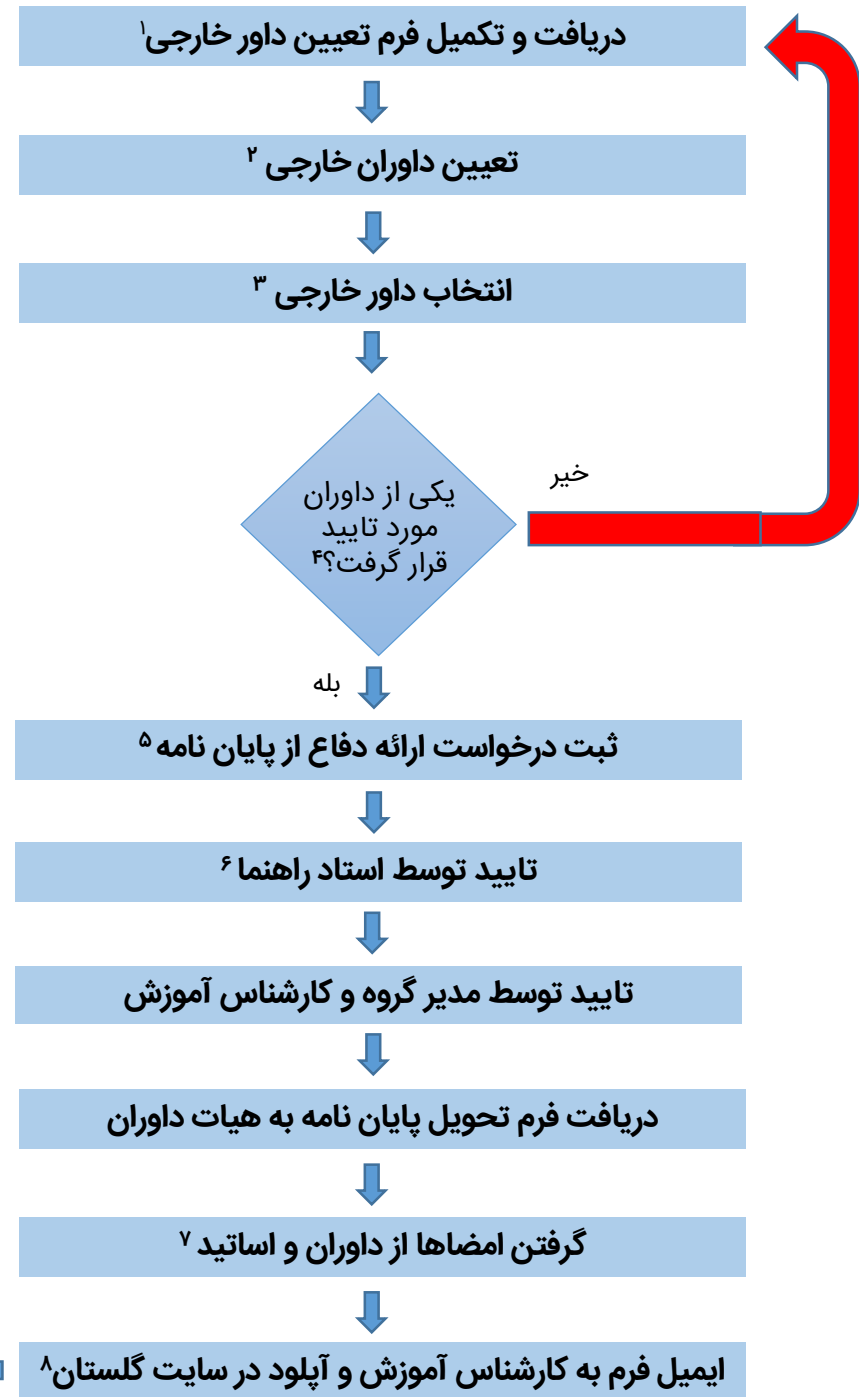 دریافت و تکمیل فرم تعیین داور خارجی۱
تعیین داوران خارجی ۲
انتخاب داور خارجی ۳
یکی از داوران
مورد تایید
قرار گرفت؟۴
خیر
بله
ثبت درخواست ارائه دفاع از پایان نامه ۵
تایید توسط استاد راهنما ۶
تایید توسط مدیر گروه و کارشناس آموزش
دریافت فرم تحویل پایان نامه به هیات داوران
گرفتن امضاها از داوران و اساتید ۷
ایمیل فرم به کارشناس آموزش و آپلود در سایت گلستان۸